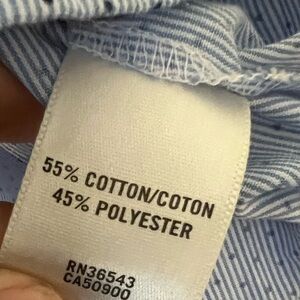 55% COTTON/COTON
45% POLYESTER
RN36543
CA50900